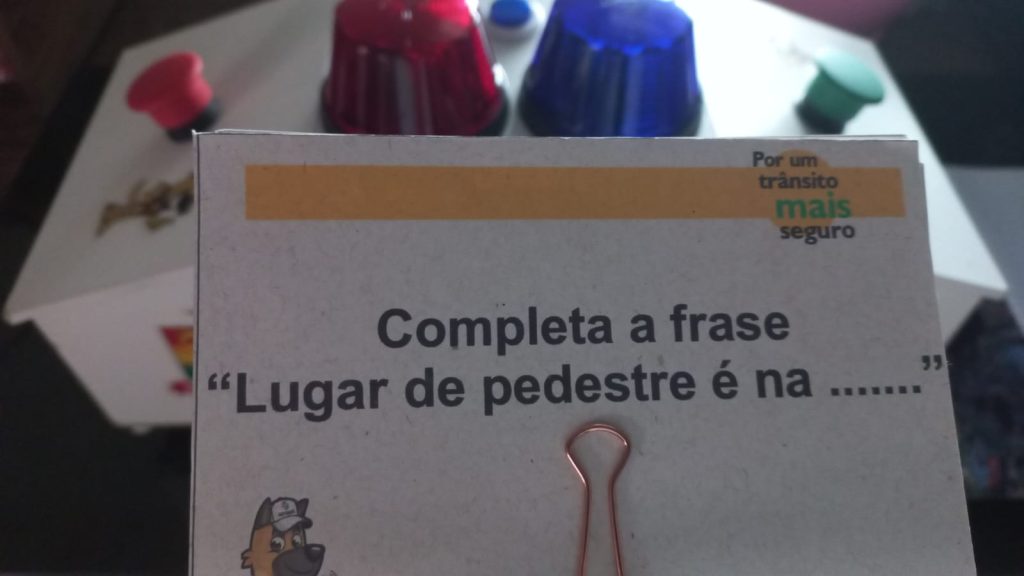 Por um
trânsito
mais
seguro
Completa a frase
“Lugar de pedestre é na .......”